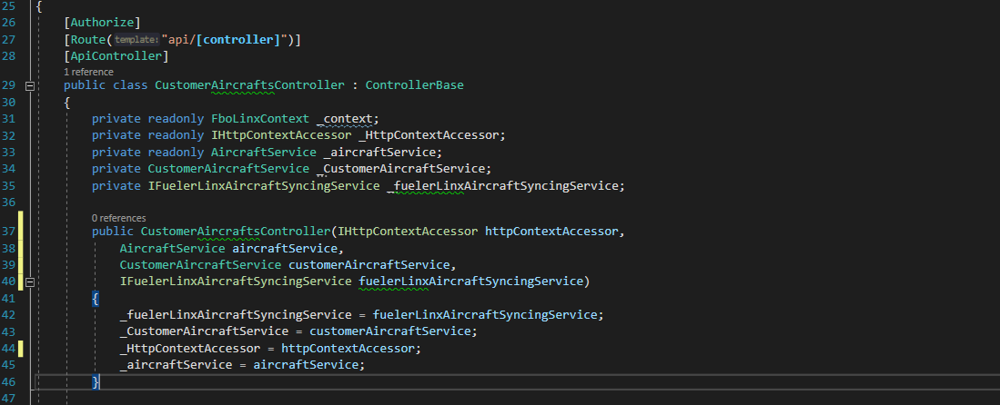 25 {
26 [Authorize]
27 [Route(template:"api/[controller]")]
28 [ApiController]
1 reference
29 public class CustomerAircraftsController : ControllerBase
30 {
31 private readonly FboLinxContext _context;
32 private readonly IHttpContextAccessor _HttpContextAccessor;
33 private readonly AircraftService _aircraftService;
34 private CustomerAircraftService _CustomerAircraftService;
35 private IFuelerLinxAircraftSyncingService _fuelerLinxAircraftSyncingService;
36
0 references
37 public CustomerAircraftsController(IHttpContextAccessor httpContextAccessor,
38 AircraftService aircraftService,
39 CustomerAircraftService customerAircraftService,
40 IFuelerLinxAircraftSyncingService fuelerLinxAircraftSyncingService)
41 {
42 _fuelerLinxAircraftSyncingService = fuelerLinxAircraftSyncingService;
43 _CustomerAircraftService = customerAircraftService;
44 _HttpContextAccessor = httpContextAccessor;
45 _aircraftService = aircraftService;
46 }
47